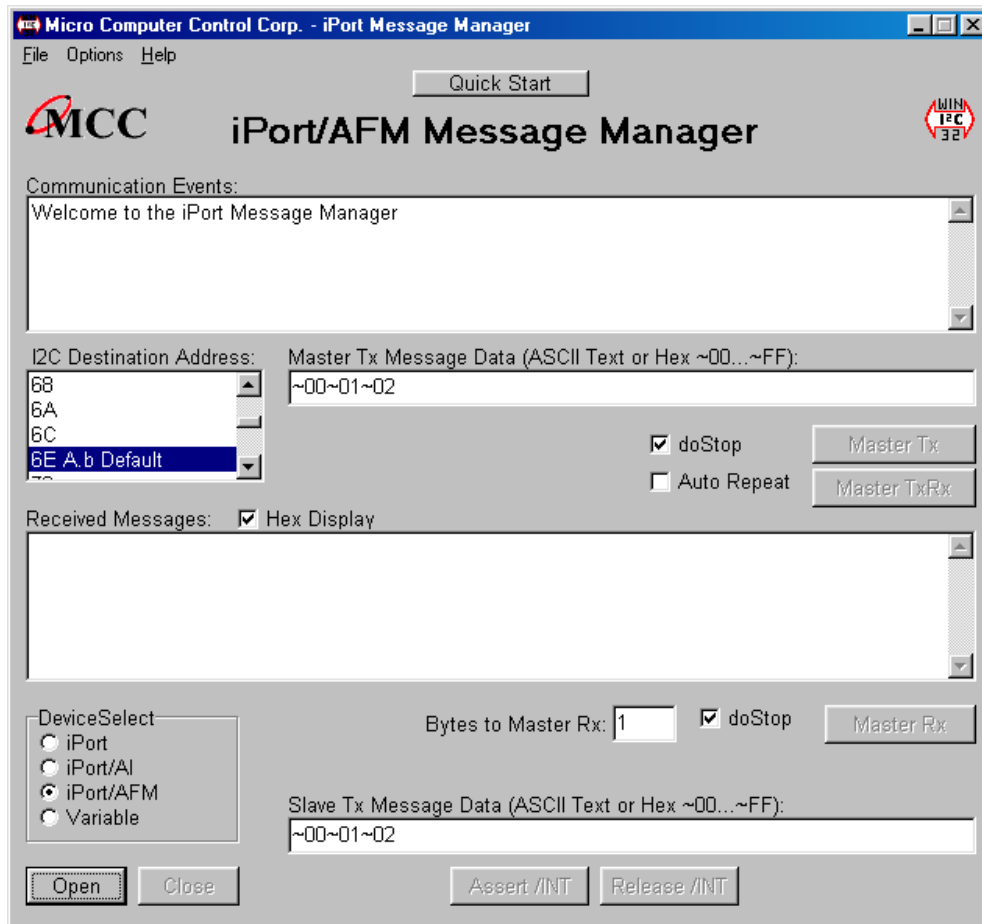 Micro Computer Control Corp. - iPort Message Manager
File Options Help
Quick Start
MCC
iPort/AFM Message Manager
WIN
I²C
32
Communication Events:
Welcome to the iPort Message Manager
I2C Destination Address:
68
6A
6C
6E A.b Default
Master Tx Message Data (ASCII Text or Hex ~00...~FF):
~00~01~02
doStop
Master Tx
Auto Repeat
Master TxRx
Received Messages: Hex Display
DeviceSelect
iPort
iPort/AI
iPort/AFM
Variable
Bytes to Master Rx: 1 doStop Master Rx
Slave Tx Message Data (ASCII Text or Hex ~00...~FF):
~00~01~02
Open Close Assert /INT Release /INT